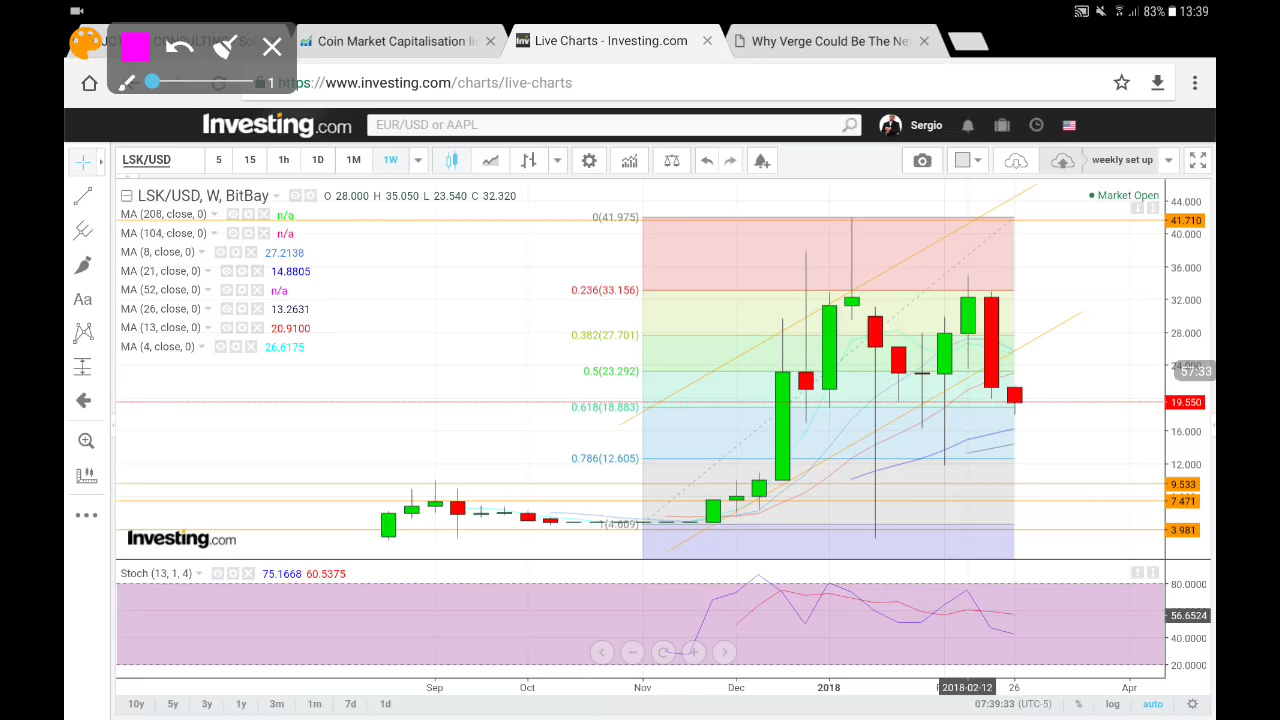 83% 13:39
Coin Market Capitalisation li
Live Charts - Investing.com
Why Verge Could Be The Ne
1
https://www.investing.com/charts/live-charts
Investing.com
EUR/USD or AAPL
Sergio
LSK/USD 5 15 1h 1D 1M 1W weekly set up
LSK/USD, W, BitBay O 28.000 H 35.050 L 23.540 C 32.320
Market Open
MA (208, close, 0) n/a
MA (104, close, 0) n/a
MA (8, close, 0) 27.2138
MA (21, close, 0) 14.8805
MA (52, close, 0) n/a
MA (26, close, 0) 13.2631
MA (13, close, 0) 20.9100
MA (4, close, 0) 26.6175
0(41.975)
0.236(33.156)
0.382(27.701)
0.5(23.292)
0.618(18.883)
0.786(12.605)
1(4.609)
44.000
41.710
40.000
36.000
32.000
28.000
24.000
57:33
19.550
16.000
12.000
9.533
7.471
3.981
Investing.com
Stoch (13, 1, 4) 75.1668 60.5375
80.0000
56.6524
40.0000
20.0000
Sep Oct Nov Dec 2018 2018-02-12 26 Apr
10y 5y 3y 1y 3m 1m 7d 1d 07:39:33 (UTC-5) % log auto
Aa